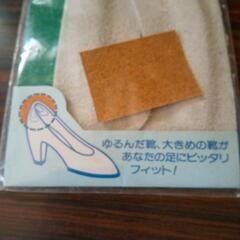 ゆるんだ靴、大きめの靴が
あなたの足にピッタリ
フィット!